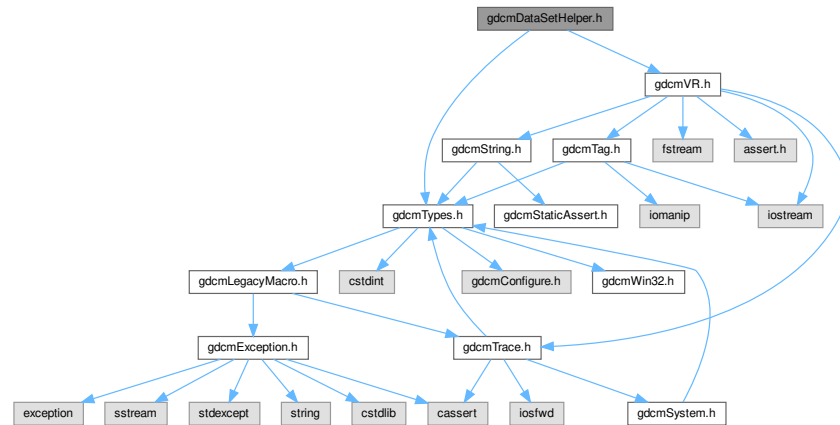 gdcmDataSetHelper.h
gdcmVR.h
gdcmString.h
gdcmTag.h
fstream
assert.h
gdcmTypes.h
gdcmStaticAssert.h
iomanip
iostream
gdcmLegacyMacro.h
cstdint
gdcmConfigure.h
gdcmWin32.h
gdcmException.h
gdcmTrace.h
exception
sstream
stdexcept
string
cstdlib
cassert
iosfwd
gdcmSystem.h